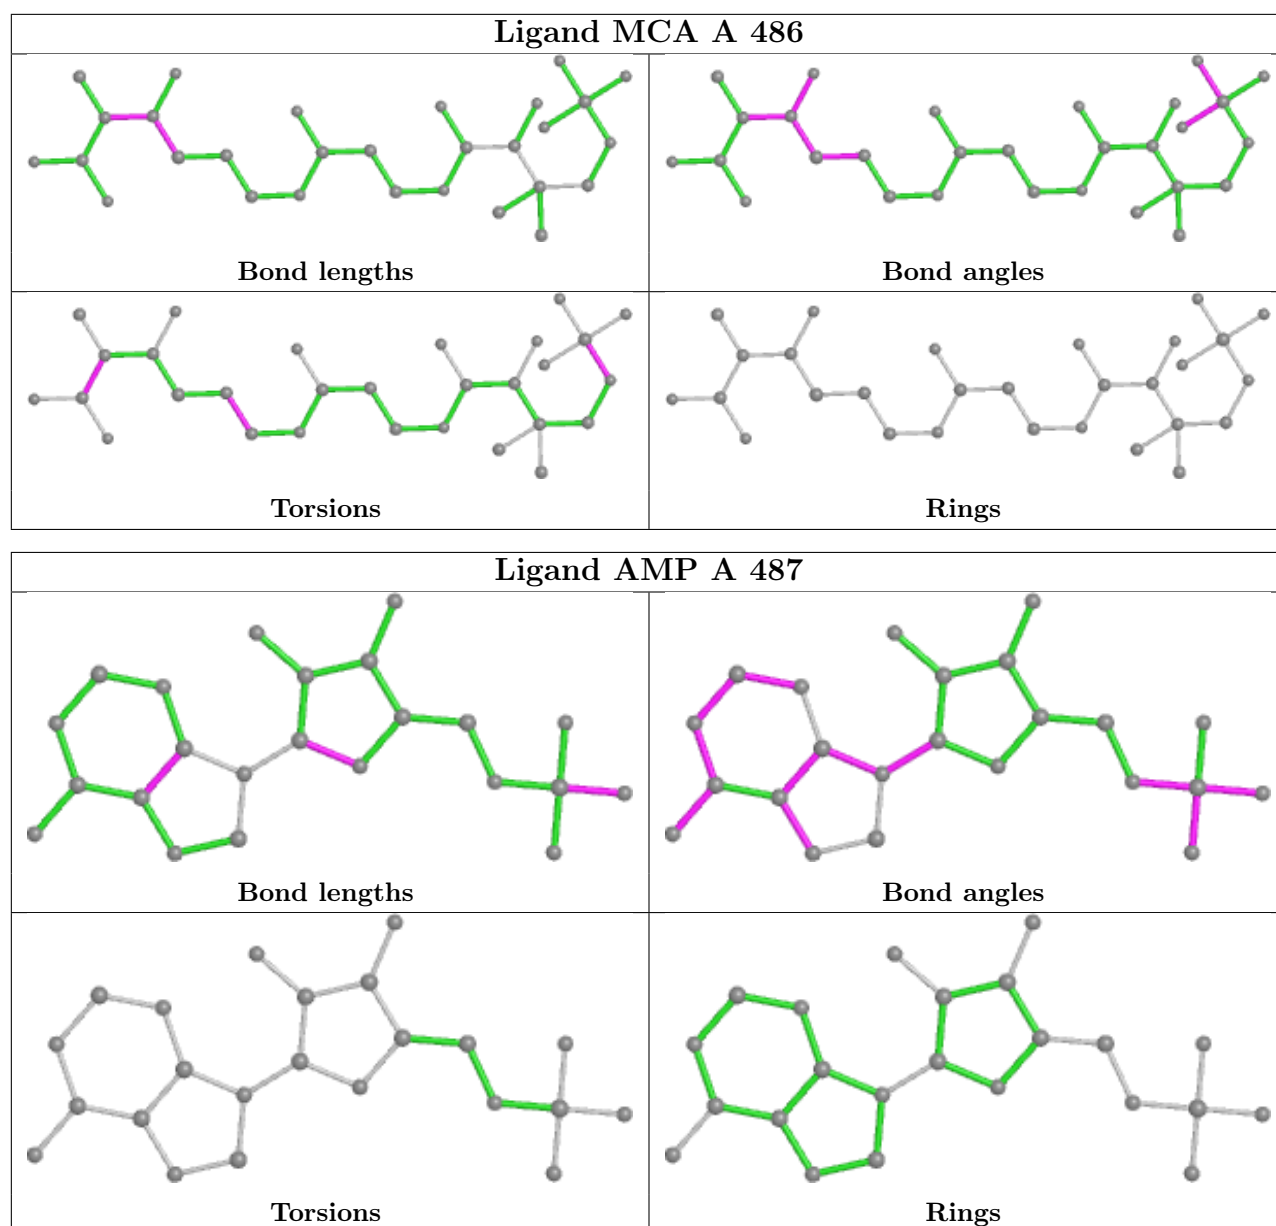 Ligand MCA A 486
Bond lengths
Bond angles
Torsions
Rings
Ligand AMP A 487
Bond lengths
Bond angles
Torsions
Rings